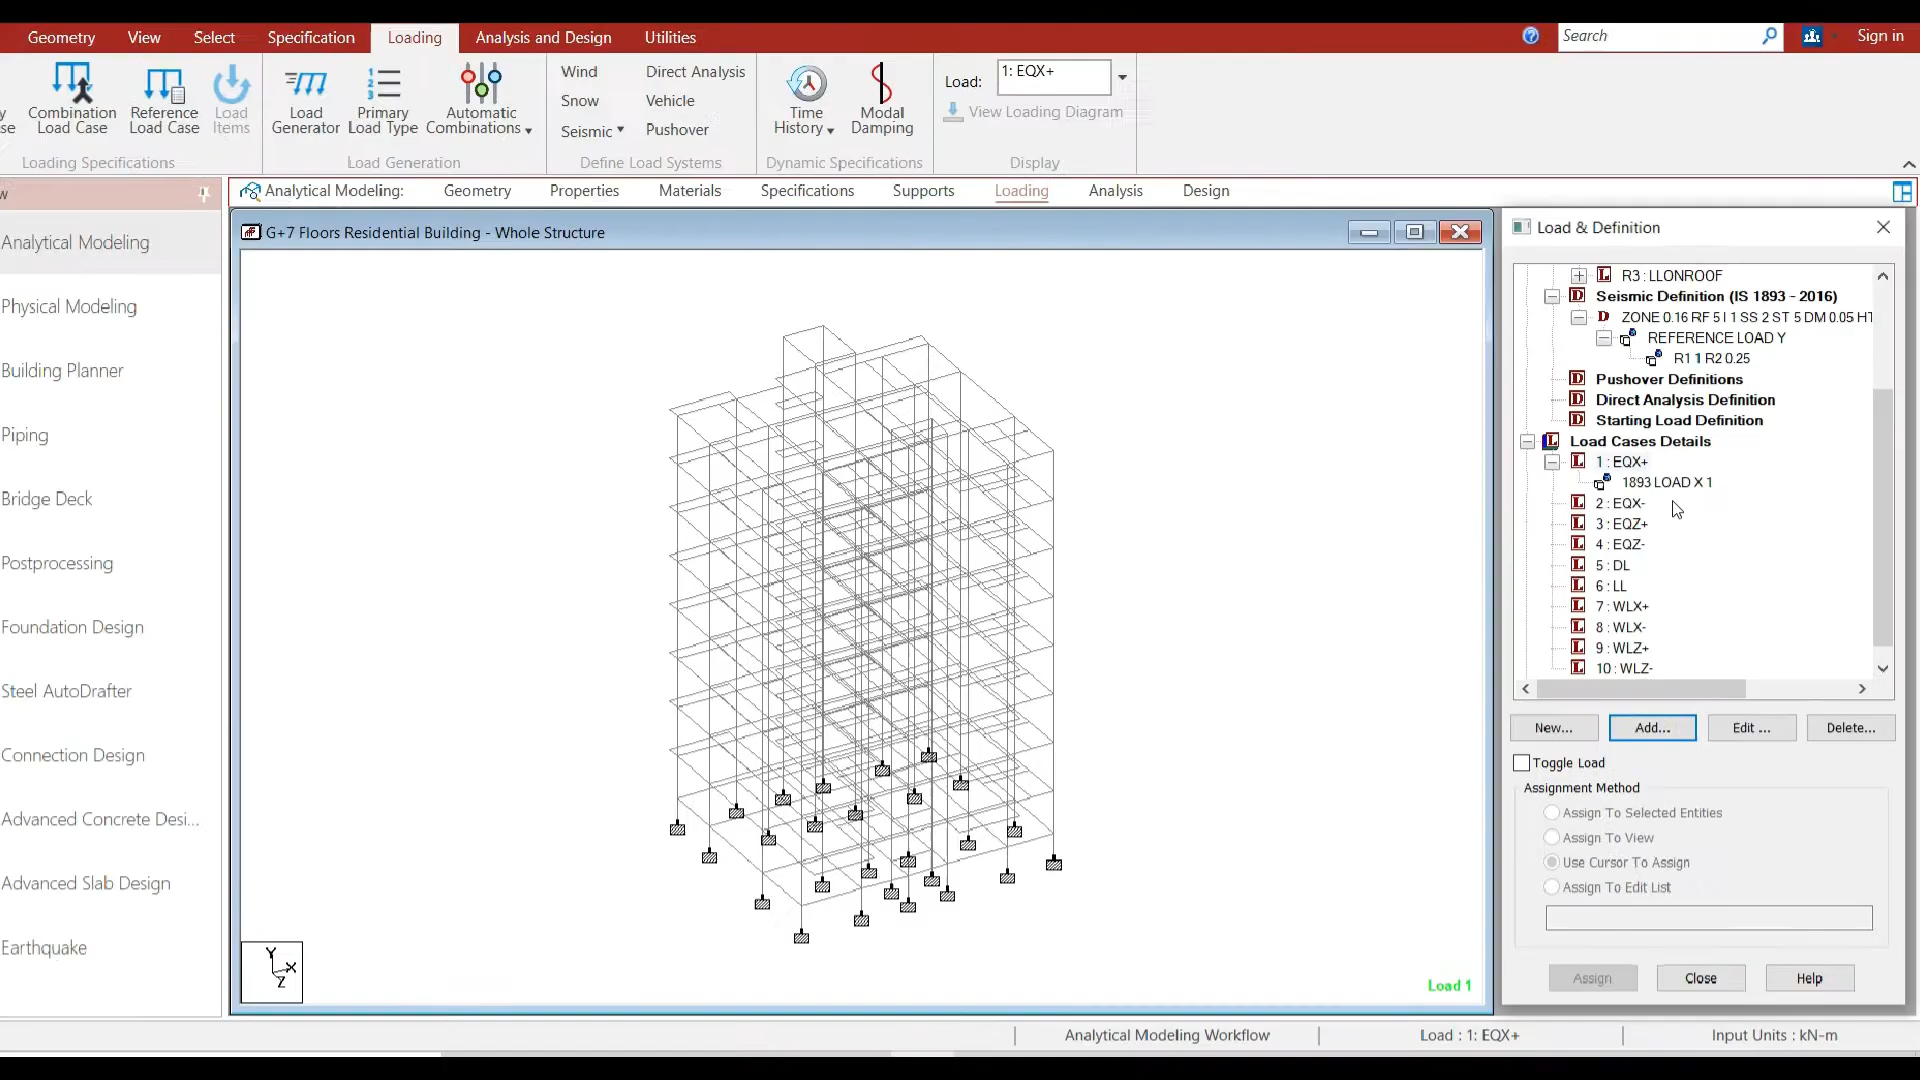 Geometry View Select Specification Loading Analysis and Design Utilities Search Sign in
Combination Load Case
Reference Load Case
Load Items
Loading Specifications
Load Generator
Primary Load Type
Automatic Combinations
Load Generation
Wind
Snow
Seismic
Direct Analysis
Vehicle
Pushover
Define Load Systems
Time History
Modal Damping
Dynamic Specifications
Load: 1: EQX+
View Loading Diagram
Display
Analytical Modeling: Geometry Properties Materials Specifications Supports Loading Analysis Design
Analytical Modeling
Physical Modeling
Building Planner
Piping
Bridge Deck
Postprocessing
Foundation Design
Steel AutoDrafter
Connection Design
Advanced Concrete Desi...
Advanced Slab Design
Earthquake
G+7 Floors Residential Building - Whole Structure
Y
X
Z
Load 1
Load & Definition
R3 : LLONROOF
Seismic Definition (IS 1893 - 2016)
ZONE 0.16 RF 5 I 1 SS 2 ST 5 DM 0.05 HT
REFERENCE LOAD Y
R1 1 R2 0.25
Pushover Definitions
Direct Analysis Definition
Starting Load Definition
Load Cases Details
1 : EQX+
1893 LOAD X 1
2 : EQX-
3 : EQZ+
4 : EQZ-
5 : DL
6 : LL
7 : WLX+
8 : WLX-
9 : WLZ+
10 : WLZ-
New... Add... Edit ... Delete...
Toggle Load
Assignment Method
Assign To Selected Entities
Assign To View
Use Cursor To Assign
Assign To Edit List
Assign Close Help
Analytical Modeling Workflow Load : 1: EQX+ Input Units : kN-m